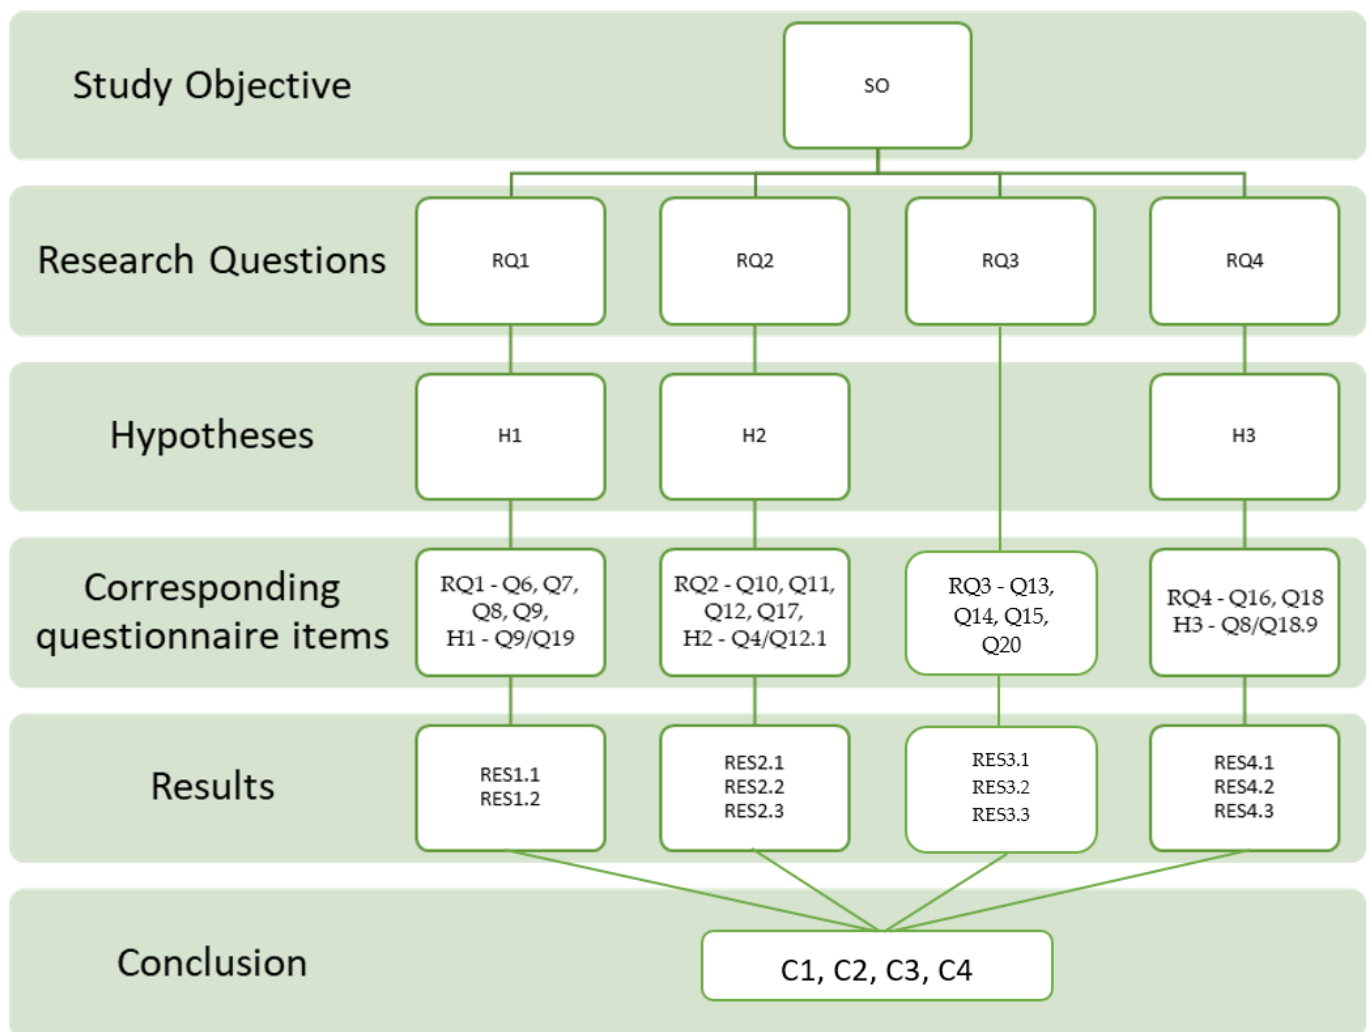 Study Objective
SO
Research Questions
RQ1
RQ2
RQ3
RQ4
Hypotheses
H1
H2
H3
Corresponding
questionnaire items
RQ1 - Q6, Q7,
Q8, Q9,
H1 - Q9/Q19
RQ2 - Q10, Q11,
Q12, Q17,
H2 - Q4/Q12.1
RQ3 - Q13,
Q14, Q15,
Q20
RQ4 - Q16, Q18
H3 - Q8/Q18.9
Results
RES1.1
RES1.2
RES2.1
RES2.2
RES2.3
RES3.1
RES3.2
RES3.3
RES4.1
RES4.2
RES4.3
Conclusion
C1, C2, C3, C4